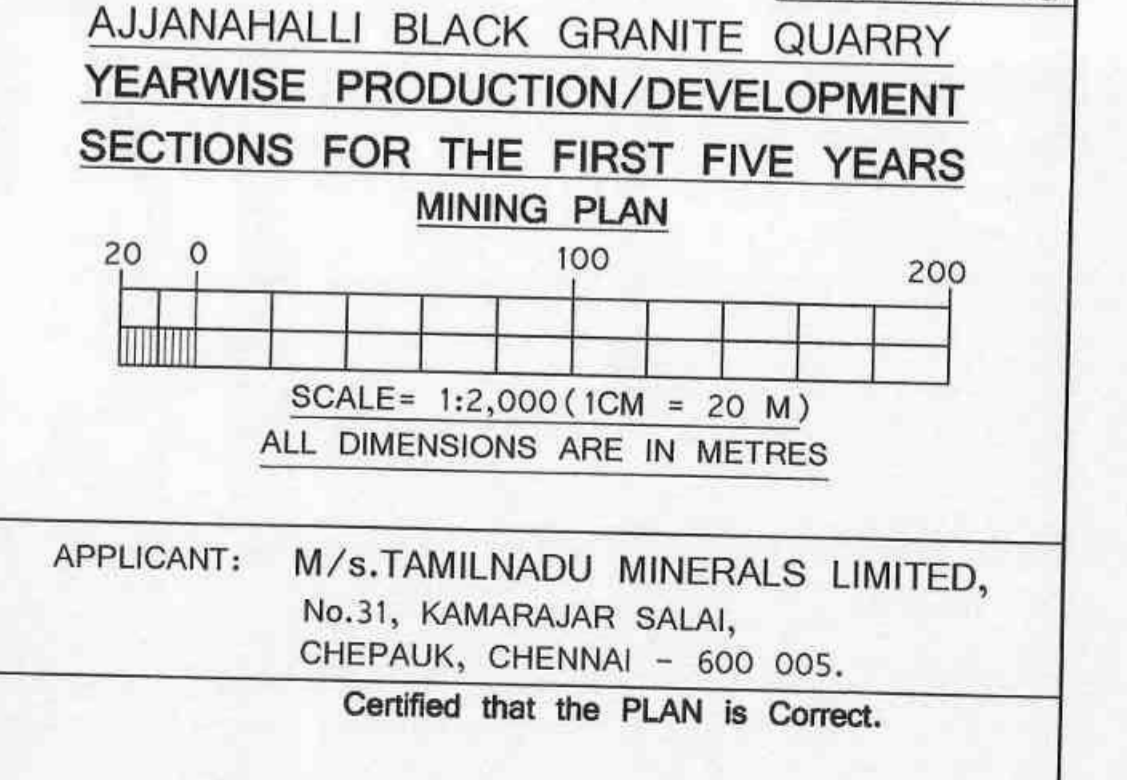 AJJANAHALLI BLACK GRANITE QUARRY
YEARWISE PRODUCTION/DEVELOPMENT
SECTIONS FOR THE FIRST FIVE YEARS
MINING PLAN
20 0 100 200
SCALE= 1:2,000(1CM = 20 M)
ALL DIMENSIONS ARE IN METRES
APPLICANT: M/s.TAMILNADU MINERALS LIMITED,
No.31, KAMARAJAR SALAI,
CHEPAUK, CHENNAI - 600 005.
Certified that the PLAN is Correct.